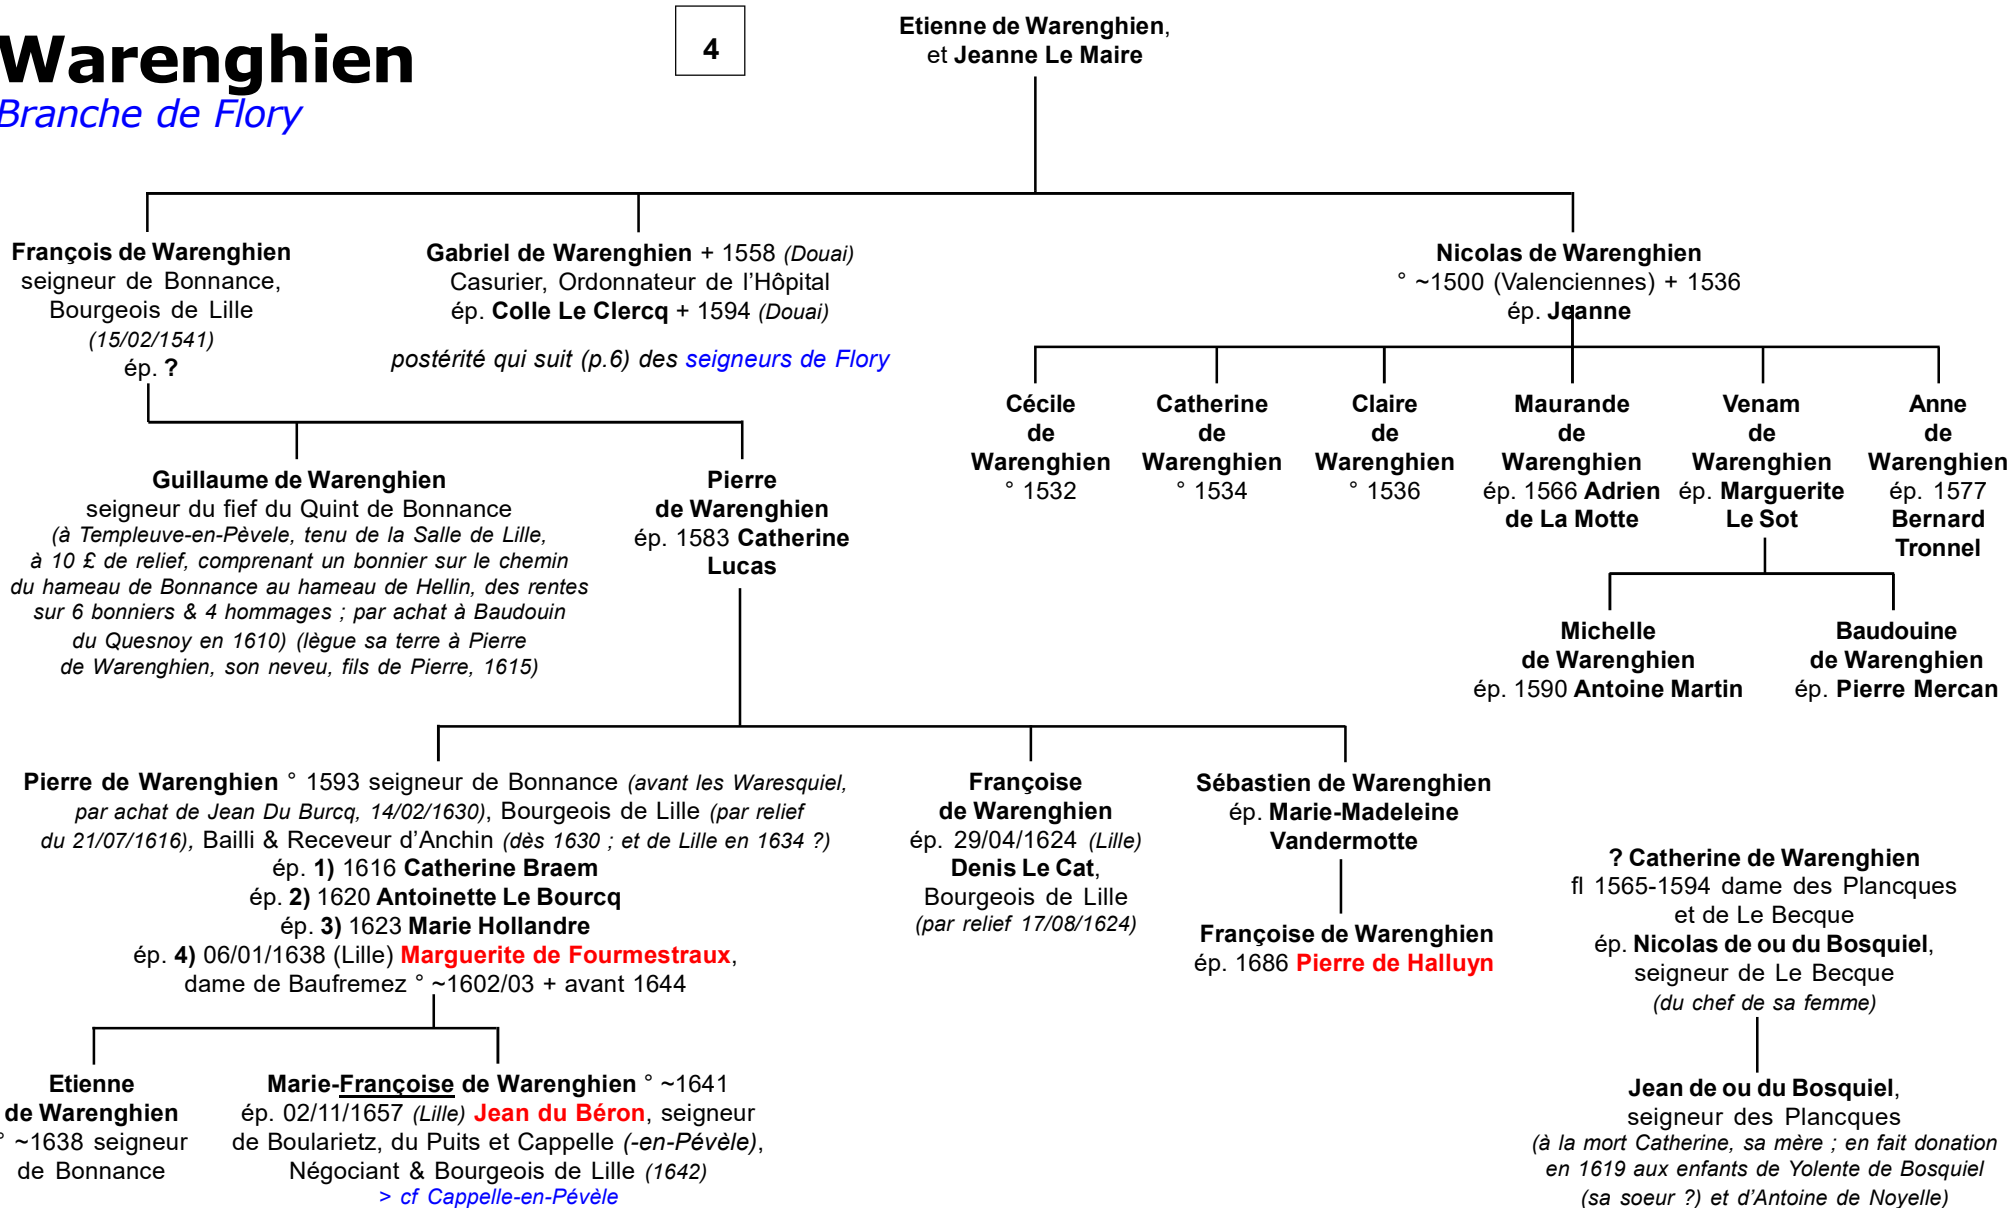 Warenghien
Branche de Flory
4
Etienne de Warenghien,
et Jeanne Le Maire
François de Warenghien
seigneur de Bonnance,
Bourgeois de Lille
(15/02/1541)
ép. ?
Gabriel de Warenghien + 1558 (Douai)
Casurier, Ordonnateur de l'Hôpital
ép. Colle Le Clercq + 1594 (Douai)
postérité qui suit (p.6) des seigneurs de Flory
Nicolas de Warenghien
° ~1500 (Valenciennes) + 1536
ép. Jeanne
Cécile
de
Warenghien
° 1532
Catherine
de
Warenghien
° 1534
Claire
de
Warenghien
° 1536
Maurande
de
Warenghien
ép. 1566 Adrien
de La Motte
Venam
de
Warenghien
ép. Marguerite
Le Sot
Anne
de
Warenghien
ép. 1577
Bernard
Tronnel
Guillaume de Warenghien
seigneur du fief du Quint de Bonnance
(à Templeuve-en-Pèvele, tenu de la Salle de Lille,
à 10 £ de relief, comprenant un bonnier sur le chemin
du hameau de Bonnance au hameau de Hellin, des rentes
sur 6 bonniers & 4 hommages ; par achat à Baudouin
du Quesnoy en 1610) (lègue sa terre à Pierre
de Warenghien, son neveu, fils de Pierre, 1615)
Pierre
de Warenghien
ép. 1583 Catherine
Lucas
Michelle
de Warenghien
ép. 1590 Antoine Martin
Baudouine
de Warenghien
ép. Pierre Mercan
Pierre de Warenghien ° 1593 seigneur de Bonnance (avant les Waresquiel,
par achat de Jean Du Burcq, 14/02/1630), Bourgeois de Lille (par relief
du 21/07/1616), Bailli & Receveur d'Anchin (dès 1630 ; et de Lille en 1634 ?)
ép. 1) 1616 Catherine Braem
ép. 2) 1620 Antoinette Le Bourcq
ép. 3) 1623 Marie Hollandre
ép. 4) 06/01/1638 (Lille) Marguerite de Fourmestraux,
dame de Baufremez ° ~1602/03 + avant 1644
Françoise
de Warenghien
ép. 29/04/1624 (Lille)
Denis Le Cat,
Bourgeois de Lille
(par relief 17/08/1624)
Sébastien de Warenghien
ép. Marie-Madeleine
Vandermotte
Françoise de Warenghien
ép. 1686 Pierre de Halluyn
? Catherine de Warenghien
fl 1565-1594 dame des Plancques
et de Le Becque
ép. Nicolas de ou du Bosquiel,
seigneur de Le Becque
(du chef de sa femme)
Etienne
de Warenghien
° ~1638 seigneur
de Bonnance
Marie-Françoise de Warenghien ° ~1641
ép. 02/11/1657 (Lille) Jean du Béron, seigneur
de Boularietz, du Puits et Cappelle (-en-Pévèle),
Négociant & Bourgeois de Lille (1642)
> cf Cappelle-en-Pévèle
Jean de ou du Bosquiel,
seigneur des Plancques
(à la mort Catherine, sa mère ; en fait donation
en 1619 aux enfants de Yolente de Bosquiel
(sa soeur ?) et d'Antoine de Noyelle)